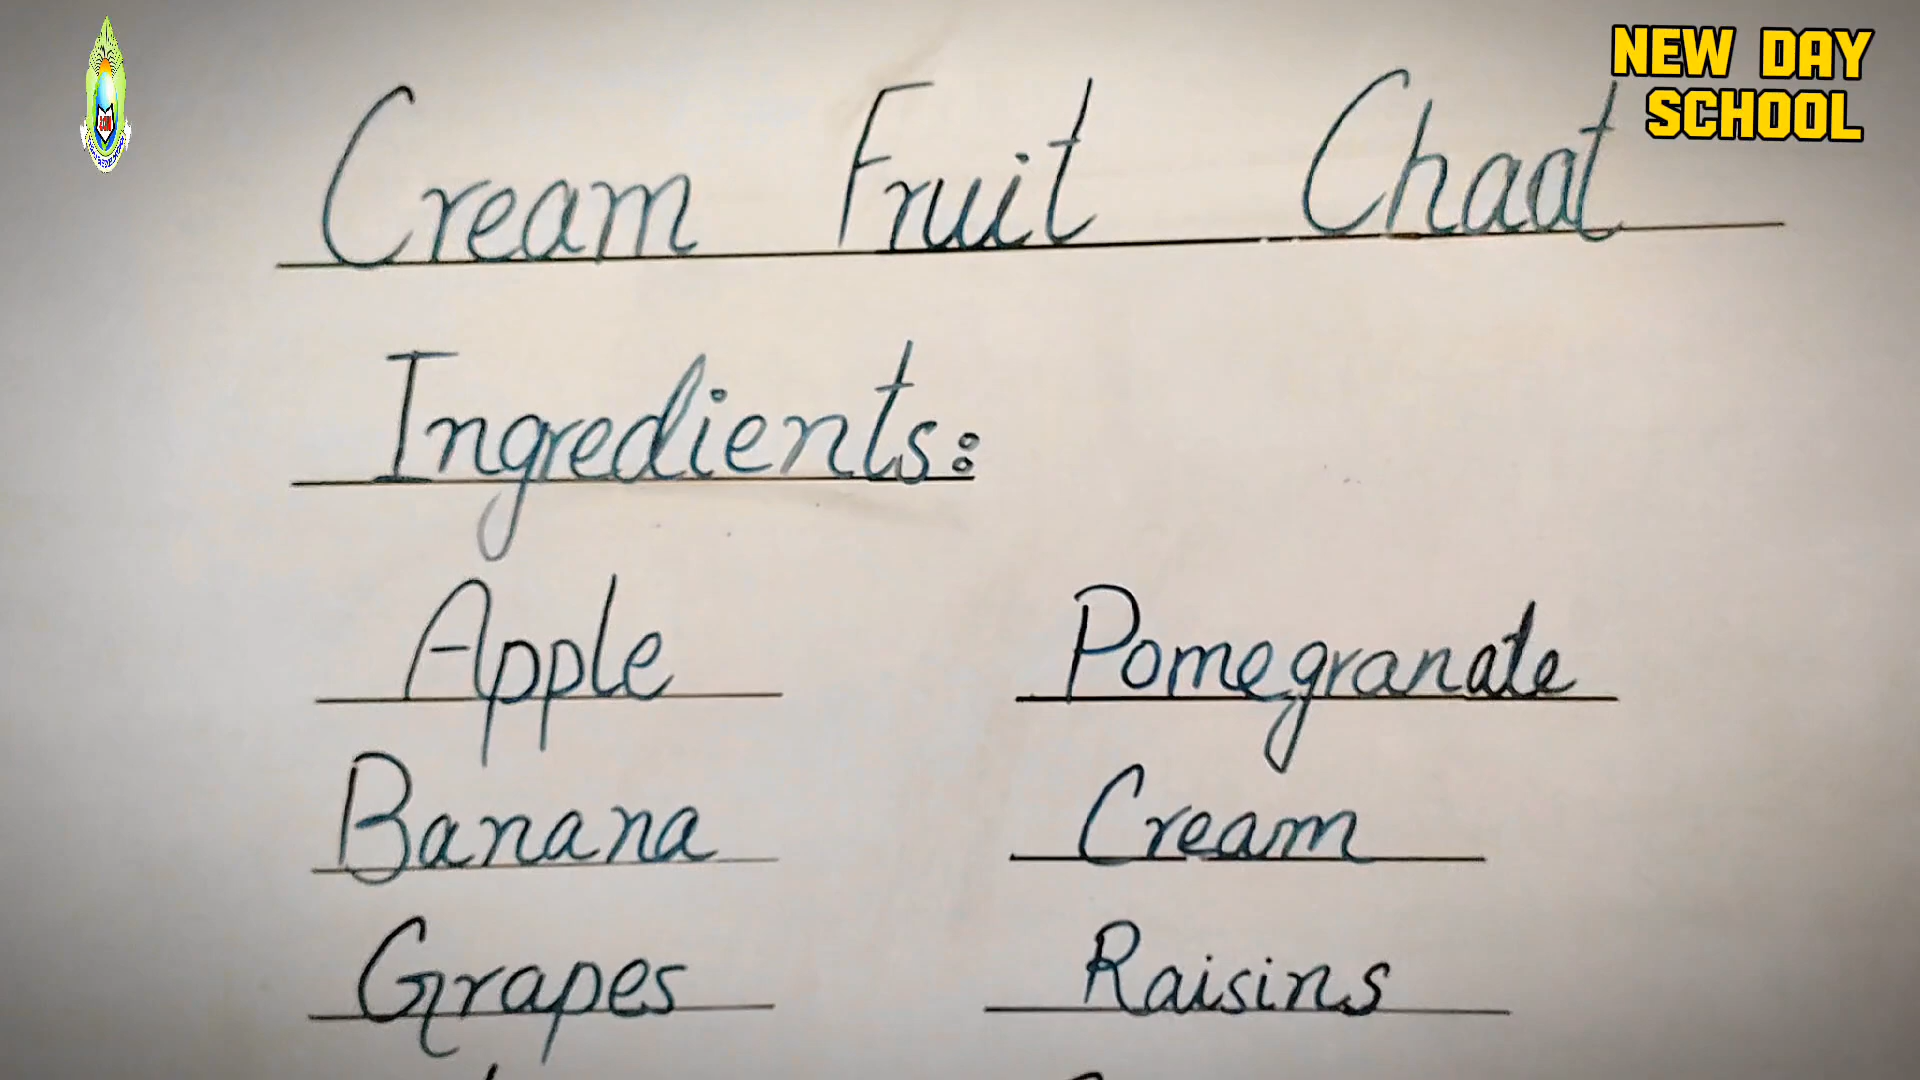 NEW DAY
SCHOOL
Cream Fruit Chaat
Ingredients:
Apple Pomegranate
Banana Cream
Grapes Raisins